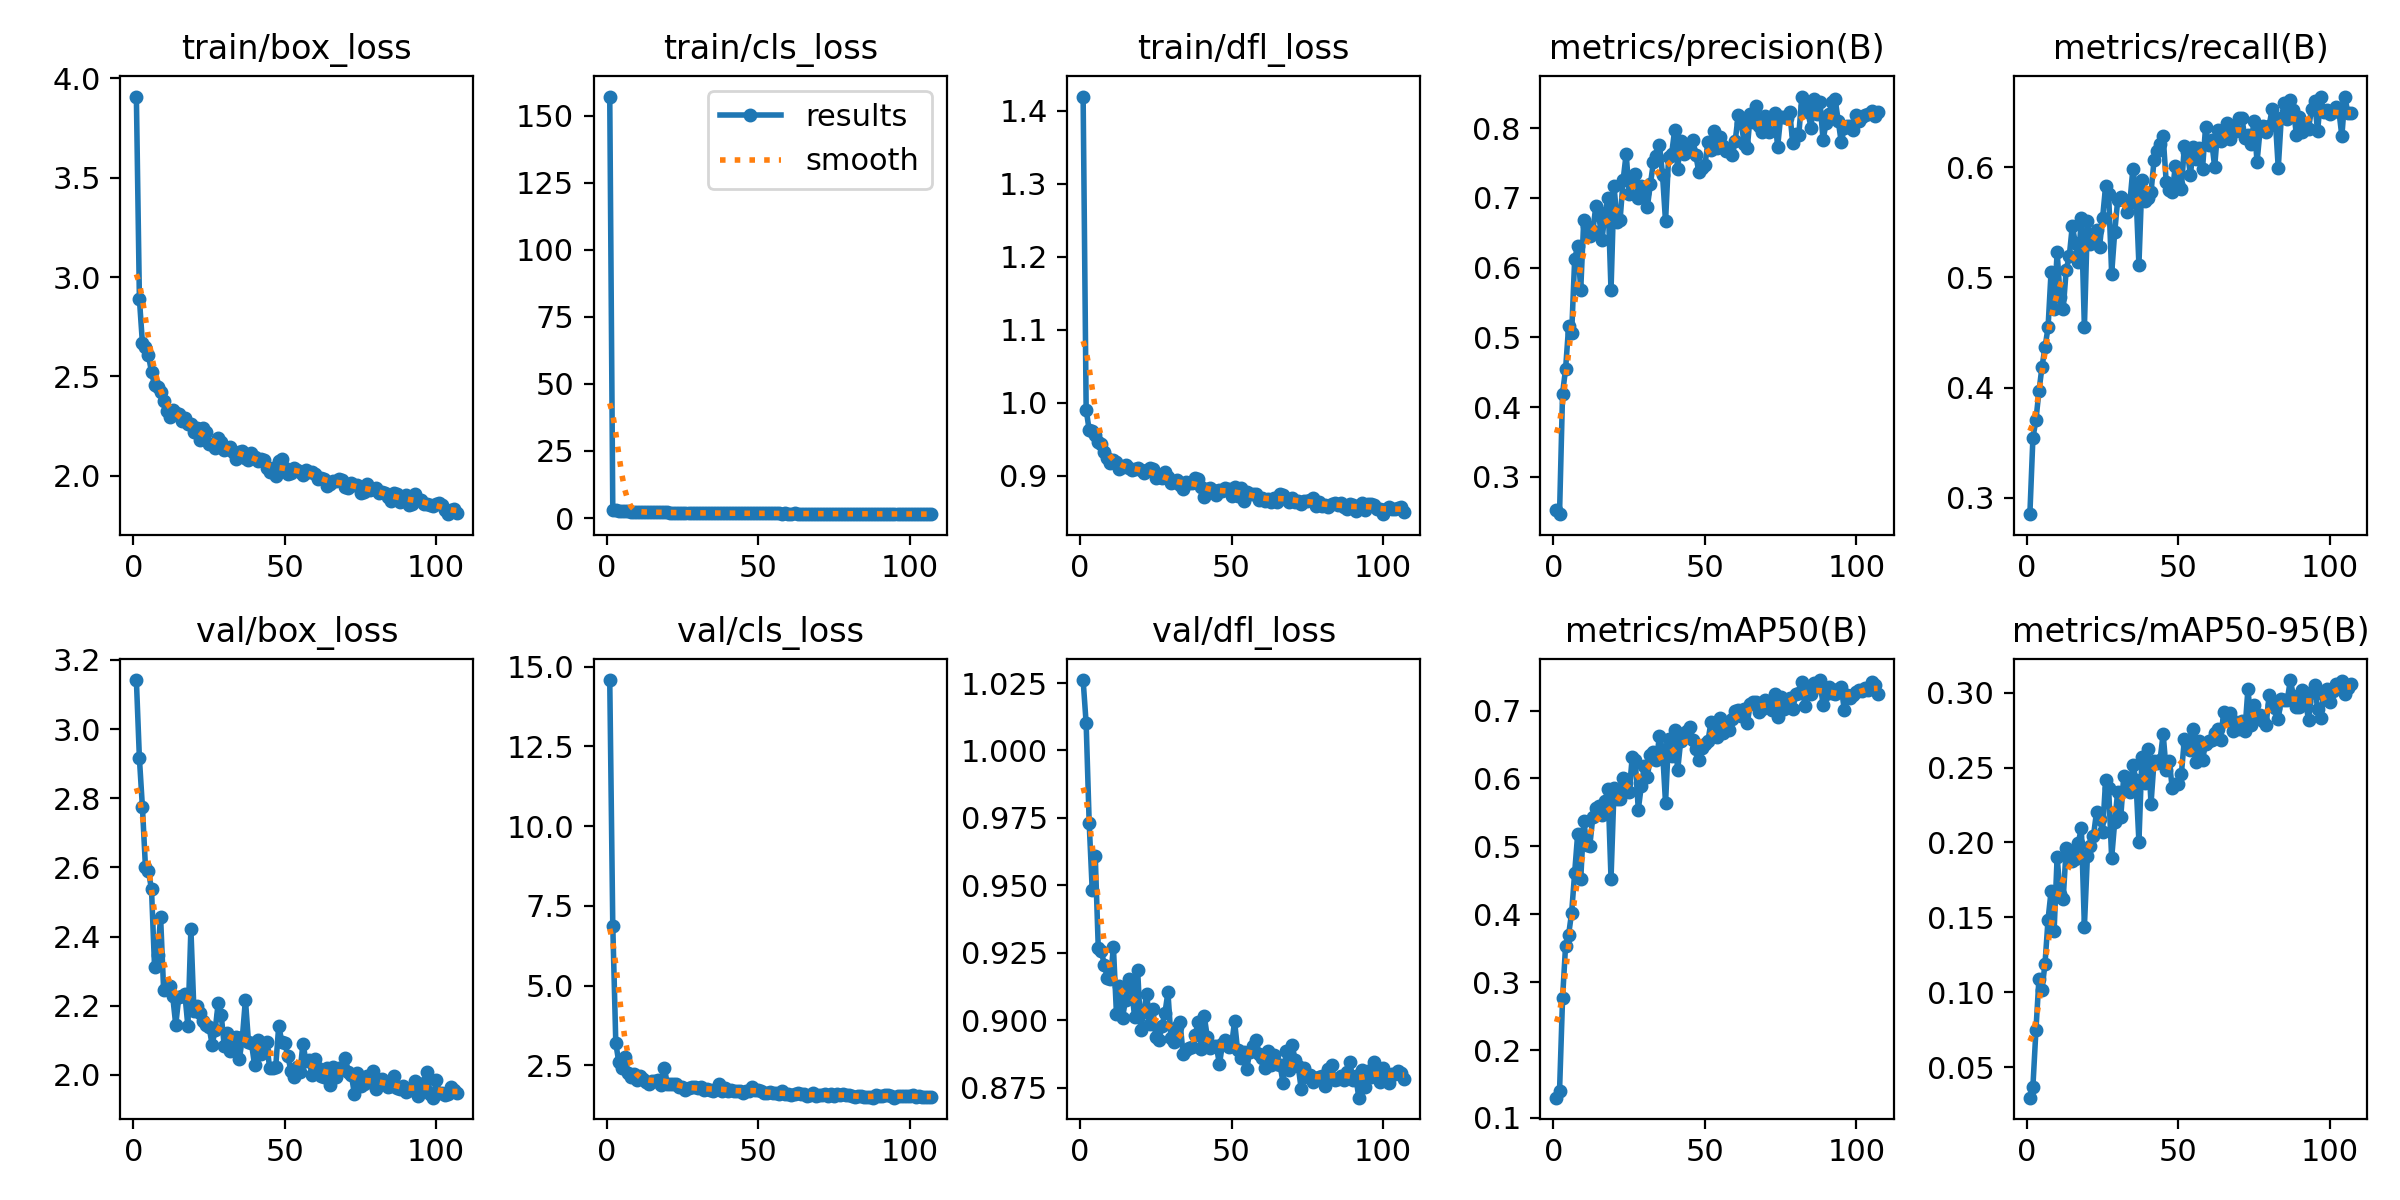 train/box_loss
4.0
3.5
3.0
2.5
2.0
0 50 100
train/cls_loss
results
smooth
150
125
100
75
50
25
0
0 50 100
train/dfl_loss
1.4
1.3
1.2
1.1
1.0
0.9
0 50 100
metrics/precision(B)
0.8
0.7
0.6
0.5
0.4
0.3
0 50 100
metrics/recall(B)
0.6
0.5
0.4
0.3
0 50 100
val/box_loss
3.2
3.0
2.8
2.6
2.4
2.2
2.0
0 50 100
val/cls_loss
15.0
12.5
10.0
7.5
5.0
2.5
0 50 100
val/dfl_loss
1.025
1.000
0.975
0.950
0.925
0.900
0.875
0 50 100
metrics/mAP50(B)
0.7
0.6
0.5
0.4
0.3
0.2
0.1
0 50 100
metrics/mAP50-95(B)
0.30
0.25
0.20
0.15
0.10
0.05
0 50 100